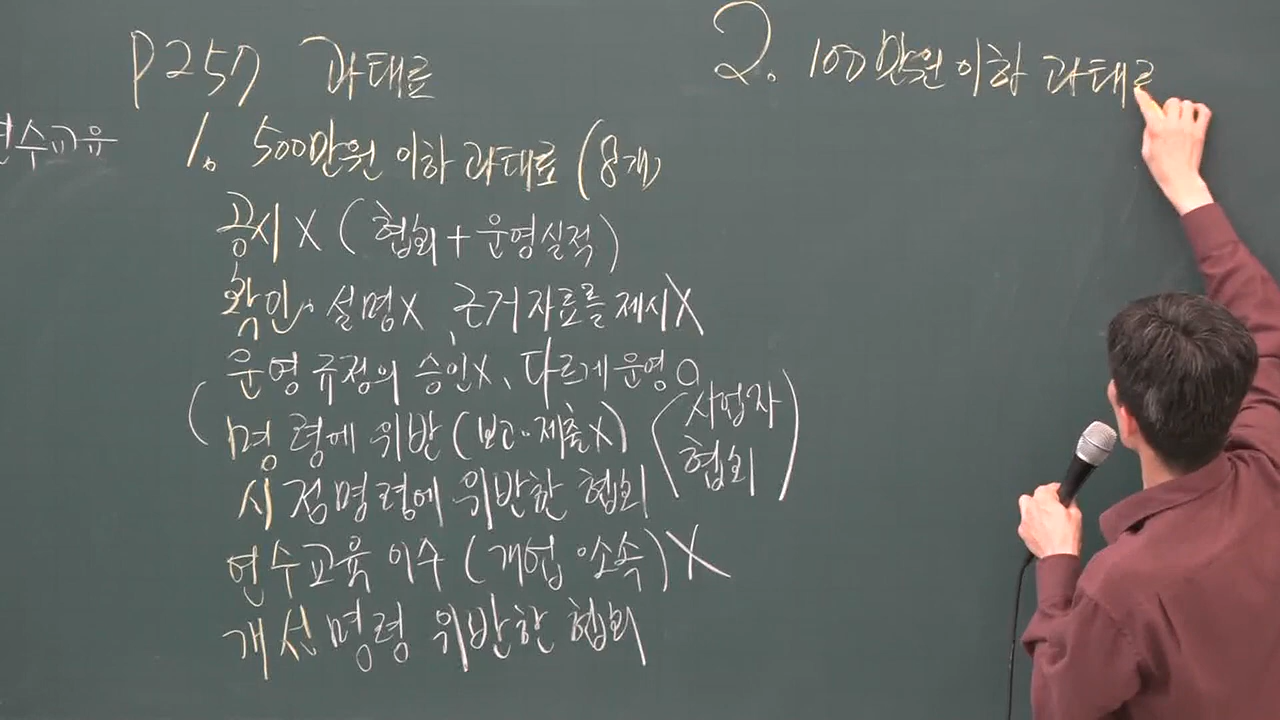 P257 과태료
연수교육
1. 500만원 이하 과태료 (8개)
공시 X (협회 + 운영실적)
확인·설명X, 근거자료를 제시X
운영규정의 승인X, 다르게 운영 O
(명령에 위반 (보고·제출X) (사업자 협회)
시정명령에 위반한 협회
연수교육 이수 (개업 소속) X
개선명령 위반한 협회
2. 100만원 이하 과태료